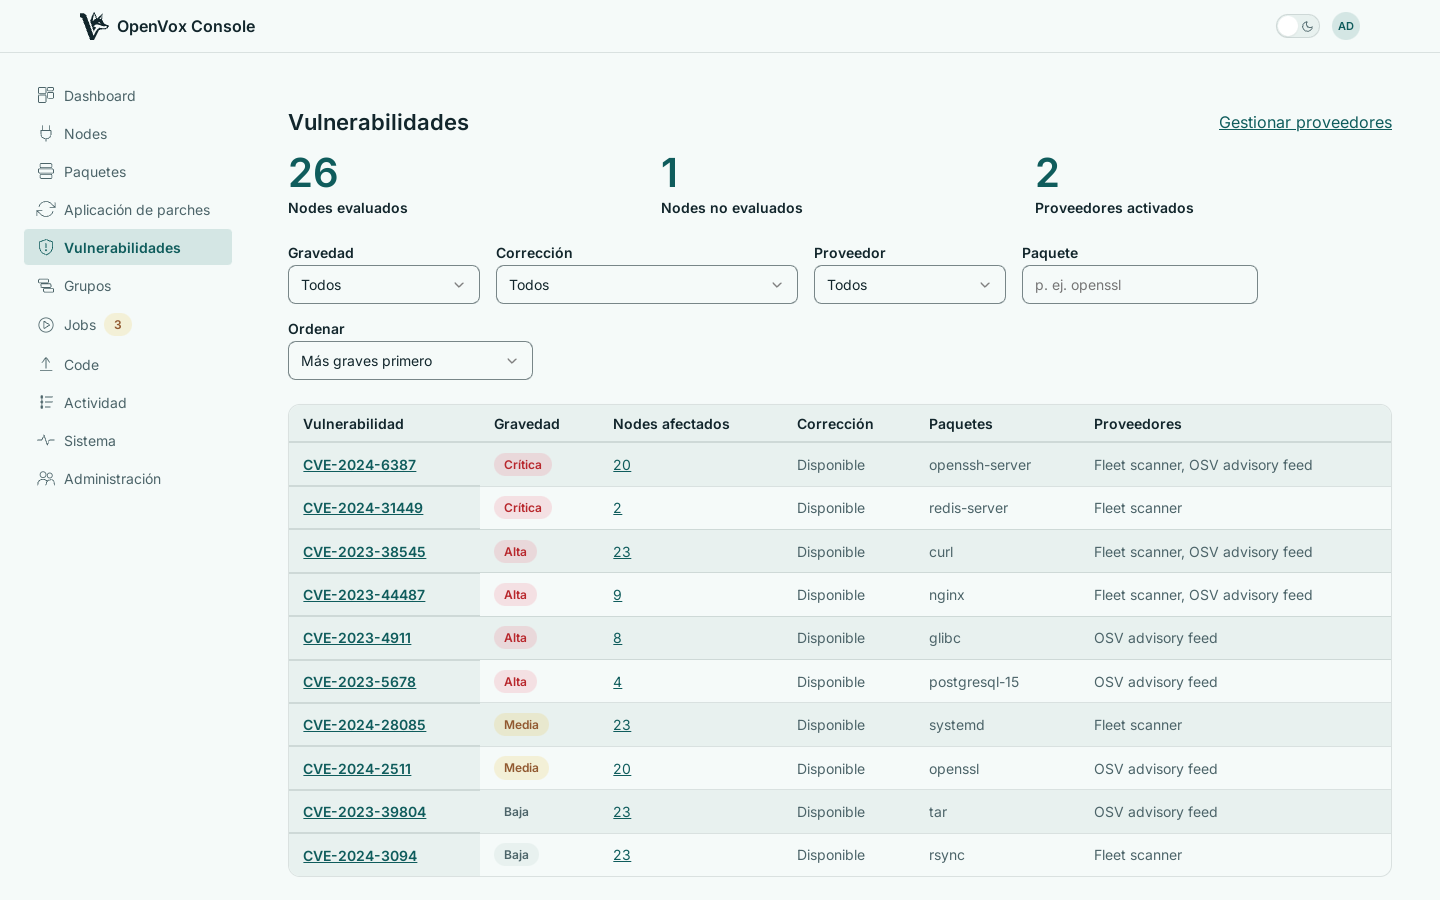 OpenVox Console
AD
Dashboard
Nodes
Paquetes
Aplicación de parches
Vulnerabilidades
Grupos
Jobs 3
Code
Actividad
Sistema
Administración
Vulnerabilidades
Gestionar proveedores
26
Nodes evaluados
1
Nodes no evaluados
2
Proveedores activados
Gravedad
Todos
Corrección
Todos
Proveedor
Todos
Paquete
p. ej. openssl
Ordenar
Más graves primero
Vulnerabilidad Gravedad Nodes afectados Corrección Paquetes Proveedores
CVE-2024-6387 Crítica 20 Disponible openssh-server Fleet scanner, OSV advisory feed
CVE-2024-31449 Crítica 2 Disponible redis-server Fleet scanner
CVE-2023-38545 Alta 23 Disponible curl Fleet scanner, OSV advisory feed
CVE-2023-44487 Alta 9 Disponible nginx Fleet scanner, OSV advisory feed
CVE-2023-4911 Alta 8 Disponible glibc OSV advisory feed
CVE-2023-5678 Alta 4 Disponible postgresql-15 OSV advisory feed
CVE-2024-28085 Media 23 Disponible systemd Fleet scanner
CVE-2024-2511 Media 20 Disponible openssl OSV advisory feed
CVE-2023-39804 Baja 23 Disponible tar OSV advisory feed
CVE-2024-3094 Baja 23 Disponible rsync Fleet scanner